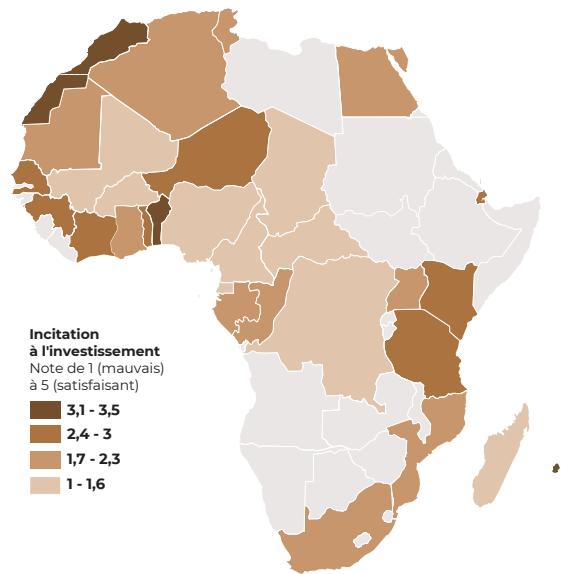 Incitation
à l'investissement
Note de 1 (mauvais)
à 5 (satisfaisant)
3,1 - 3,5
2,4 - 3
1,7 - 2,3
1 - 1,6